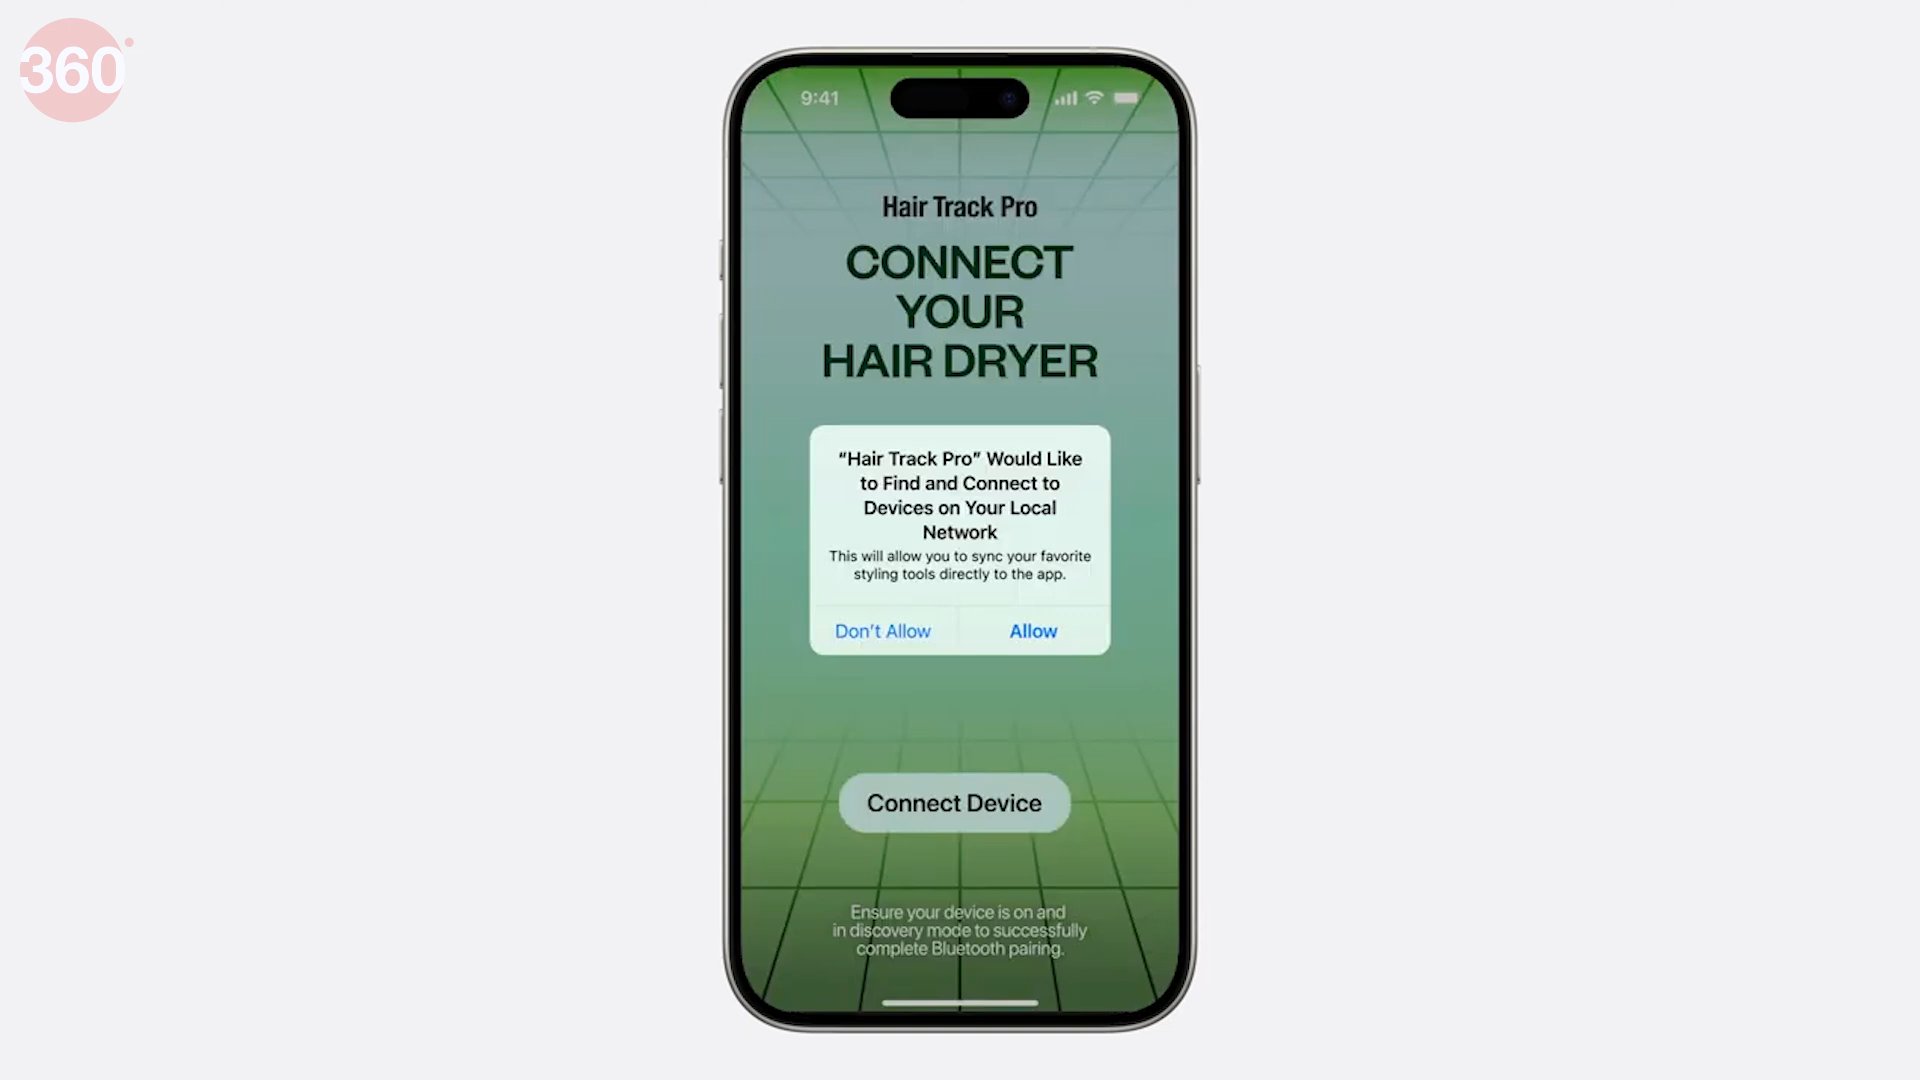 360
9:41
Hair Track Pro
CONNECT
YOUR
HAIR DRYER
“Hair Track Pro” Would Like
to Find and Connect to
Devices on Your Local
Network
This will allow you to sync your favorite
styling tools directly to the app.
Don’t Allow
Allow
Connect Device
Ensure your device is on and
in discovery mode to successfully
complete Bluetooth pairing.